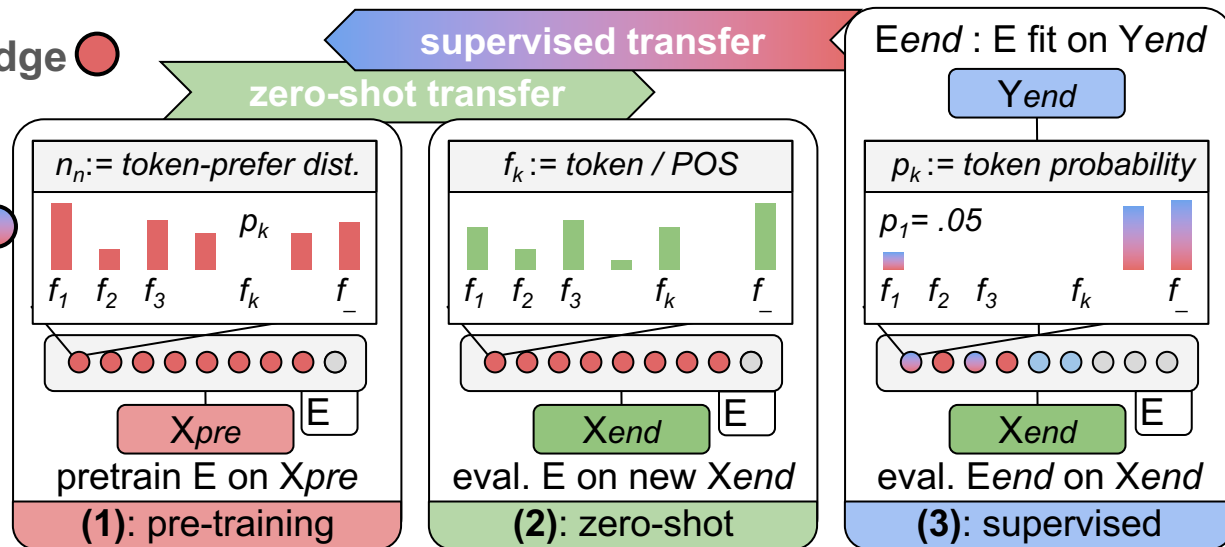 supervised transfer
zero-shot transfer
nₙ:= token-prefer dist.
pₖ
f₁ f₂ f₃ fₖ f_
E
Xpre
pretrain E on Xpre
(1): pre-training
fₖ := token / POS
f₁ f₂ f₃ fₖ f_
E
Xend
eval. E on new Xend
(2): zero-shot
Eend : E fit on Yend
Yend
pₖ := token probability
p₁= .05
f₁ f₂ f₃ fₖ f_
E
Xend
eval. Eend on Xend
(3): supervised